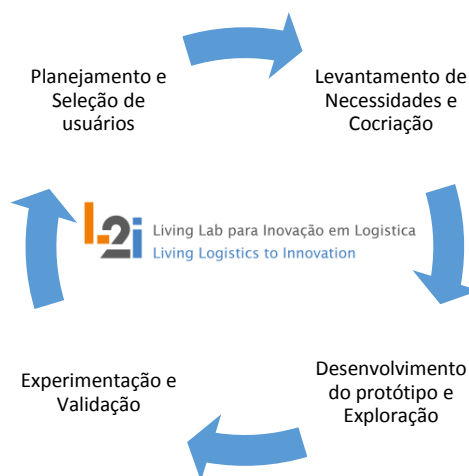 Planejamento e
Seleção de
usuários
Levantamento de
Necessidades e
Cocriação
L2i
Living Lab para Inovação em Logistica
Living Logistics to Innovation
Experimentação e
Validação
Desenvolvimento
do protótipo e
Exploração